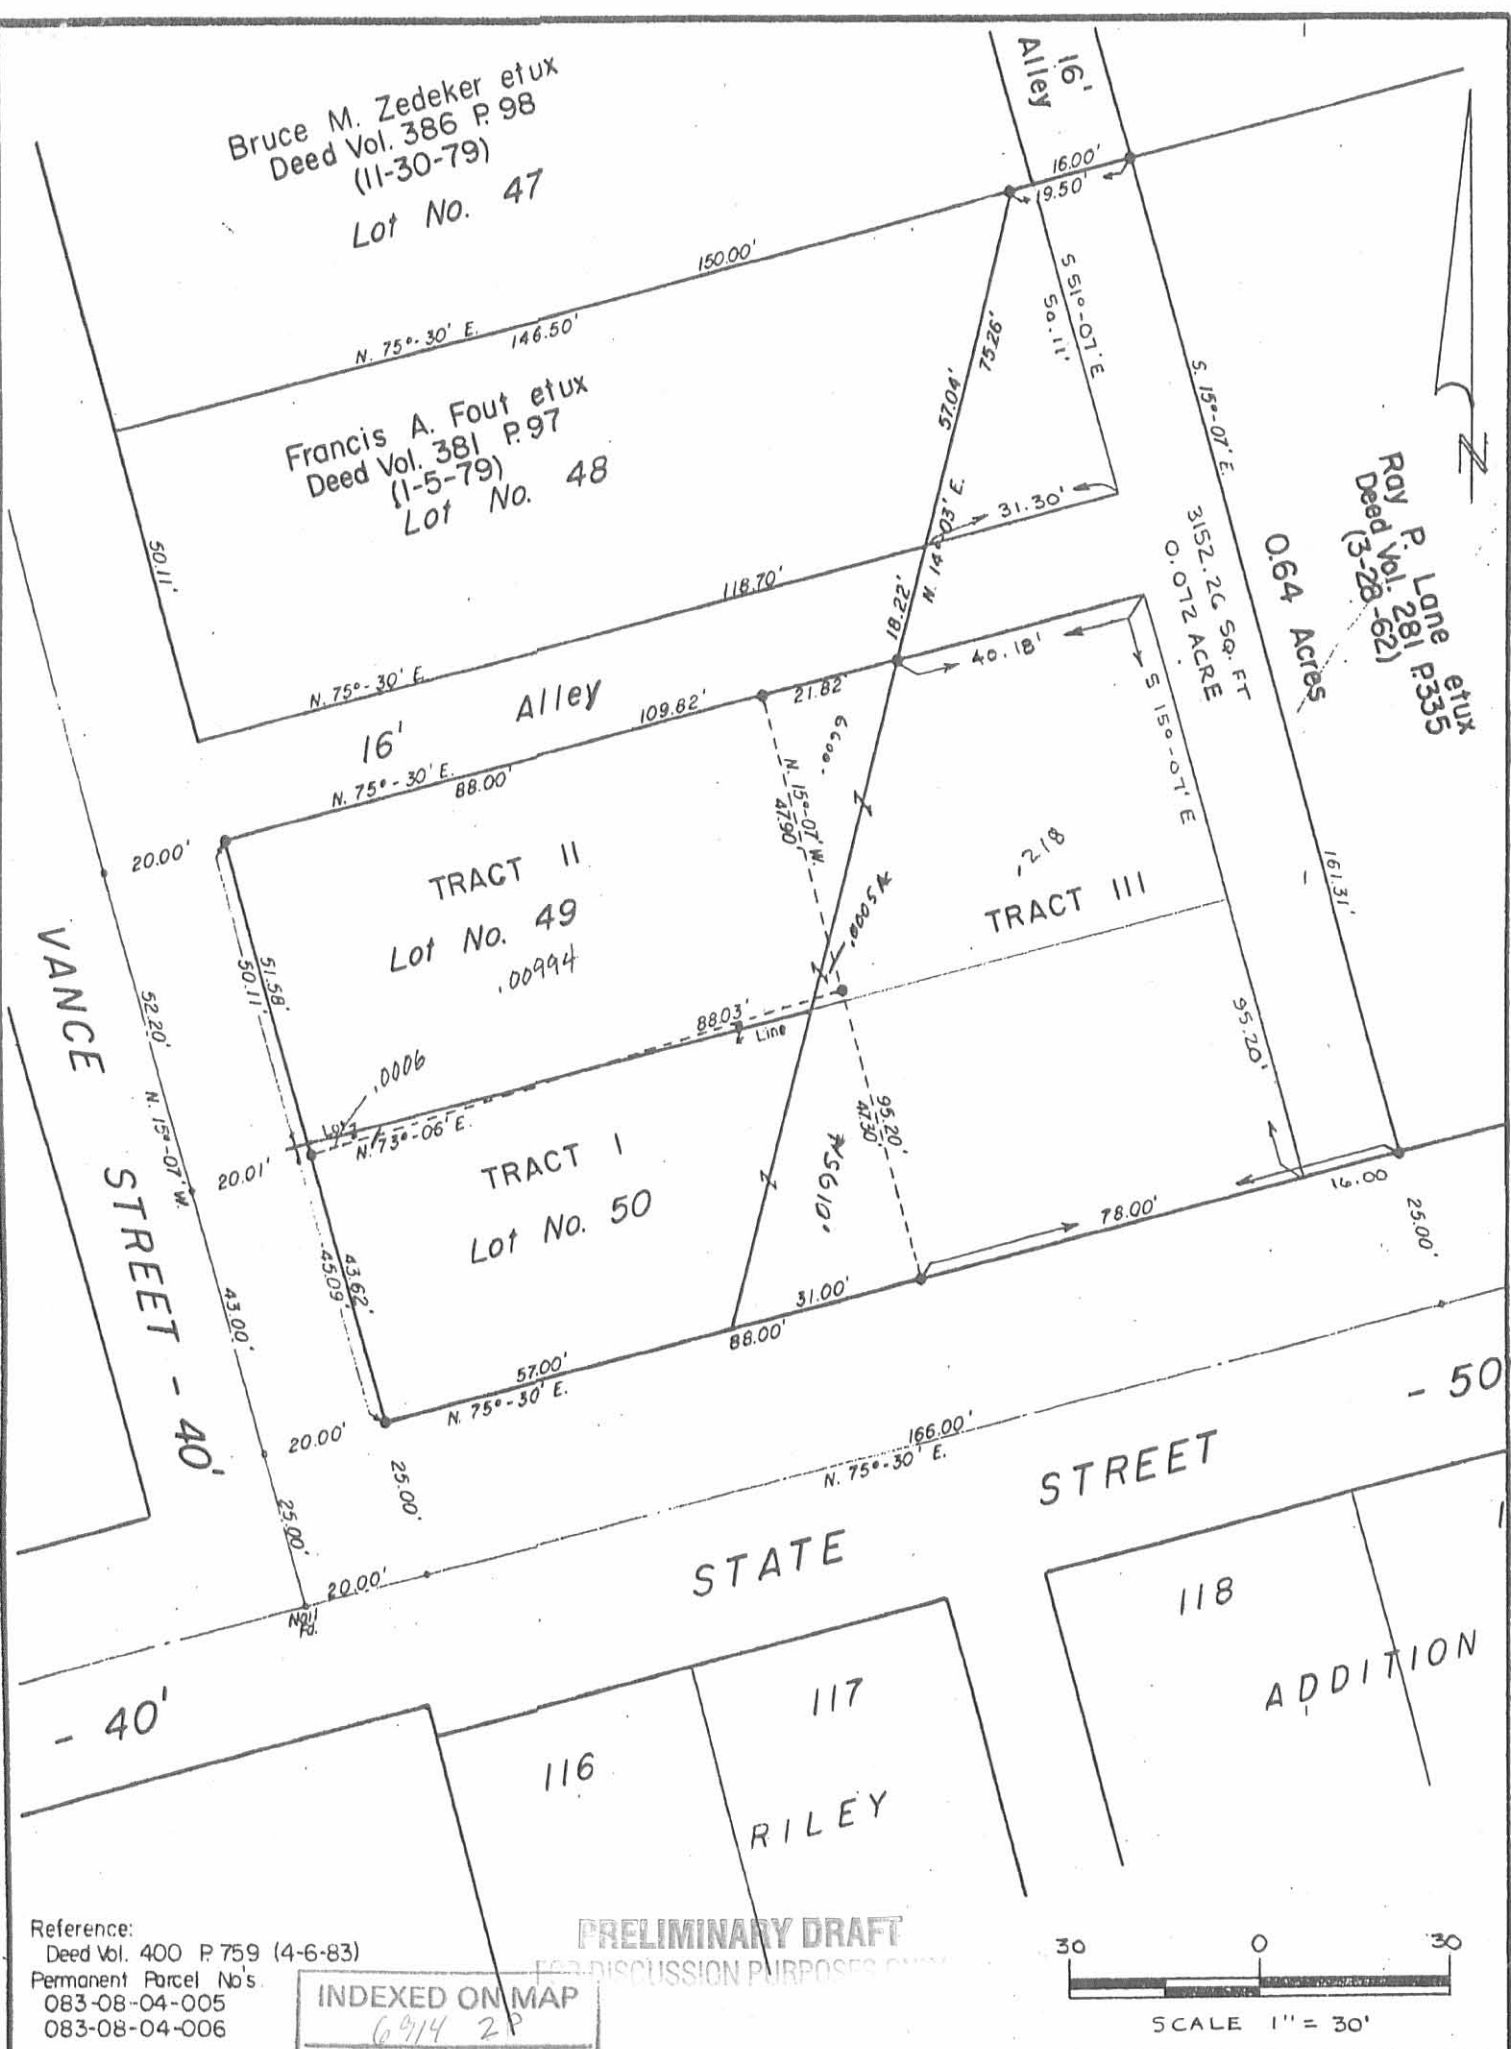 16'
Alley
Bruce M. Zedeker etux
Deed Vol. 386 P. 98
(11-30-79)
Lot No. 47
16.00'
19.50'
150.00'
N. 75°-30' E.
146.50'
S 51°-07' E
50.11'
75.26'
57.04'
S. 15°-07' E.
Francis A. Fout etux
Deed Vol. 381 P. 97
(1-5-79)
Lot No. 48
N
Ray P. Lane etux
Deed Vol. 281 P.335
(3-28-62)
0.64 Acres
3152.26 SQ. FT
0.072 ACRE
50.11'
31.30'
N. 14°-03' E.
118.70'
18.22'
40.18'
N. 75°-30' E.
16' Alley
109.82'
21.82'
6600.
S 15°-07' E
N. 75°-30' E.
88.00'
N. 15°-07' W.
47.90'
20.00'
TRACT II
Lot No. 49
.00994
.218
TRACT III
.0005 Ac
161.31'
51.58'
50.11'
VANCE STREET - 40'
52.20'
N. 15°-07' W.
88.03'
Line
95.20'
.0006
Lot
N. 73°-06' E.
20.01'
TRACT I
Lot No. 50
95.20'
47.30'
43.62'
45.09'
43.00'
16.00
78.00'
25.00'
31.00'
88.00'
57.00'
N. 75°-30' E.
20.00'
25.00'
25.00'
166.00'
N. 75°-30' E.
- 50
STATE STREET
20.00'
Nail
Fd.
- 40'
116
117
118
RILEY ADDITION
Reference:
Deed Vol. 400 P. 759 (4-6-83)
Permanent Parcel No's.
083-08-04-005
083-08-04-006
PRELIMINARY DRAFT
FOR DISCUSSION PURPOSES ONLY
INDEXED ON MAP
6914 2P
30 0 30
SCALE 1" = 30'